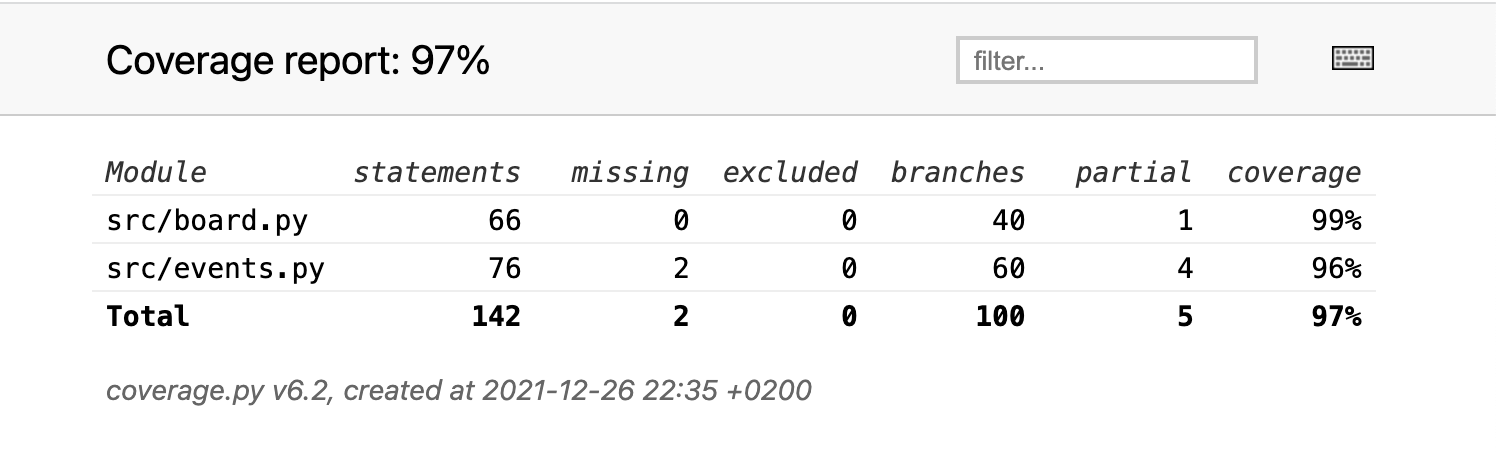 Coverage report: 97%
filter...
Module statements missing excluded branches partial coverage
src/board.py 66 0 0 40 1 99%
src/events.py 76 2 0 60 4 96%
Total 142 2 0 100 5 97%
coverage.py v6.2, created at 2021-12-26 22:35 +0200